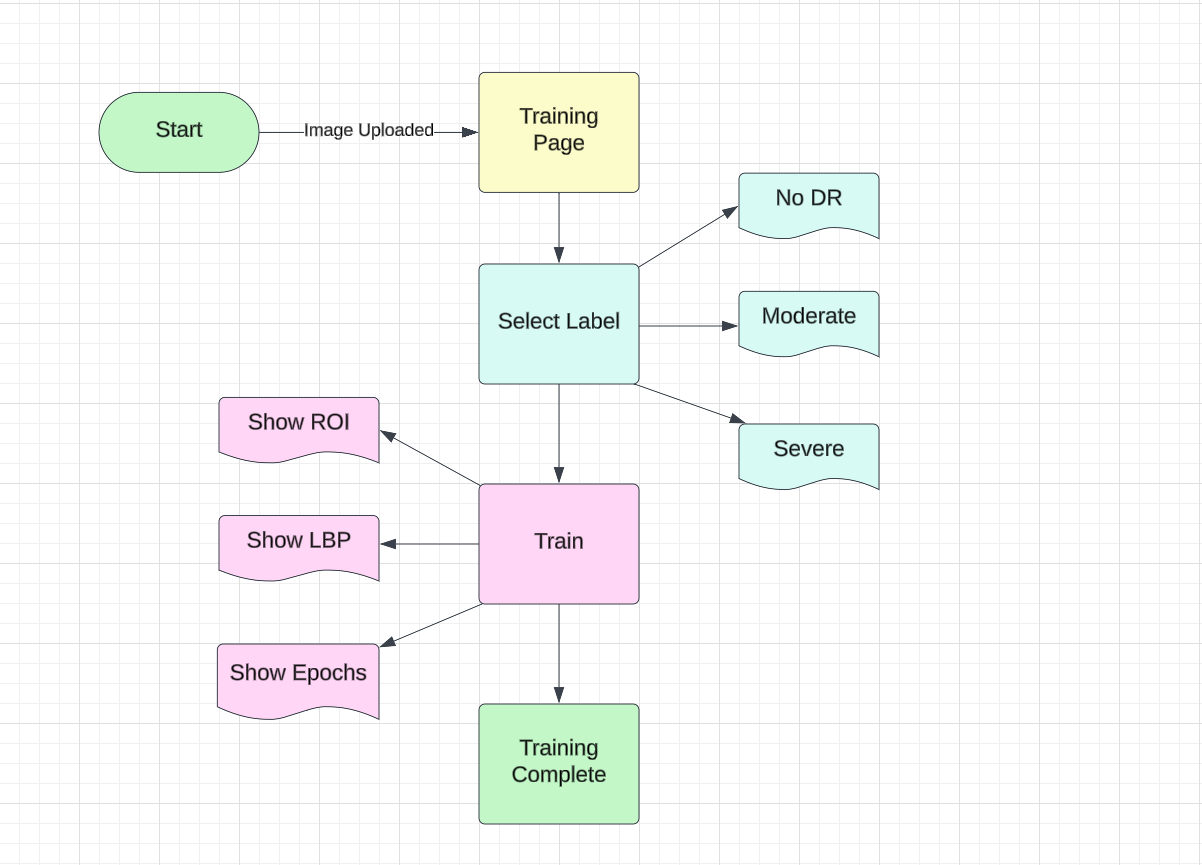 Start
Image Uploaded
Training
Page
No DR
Select Label
Moderate
Severe
Show ROI
Show LBP
Train
Show Epochs
Training
Complete